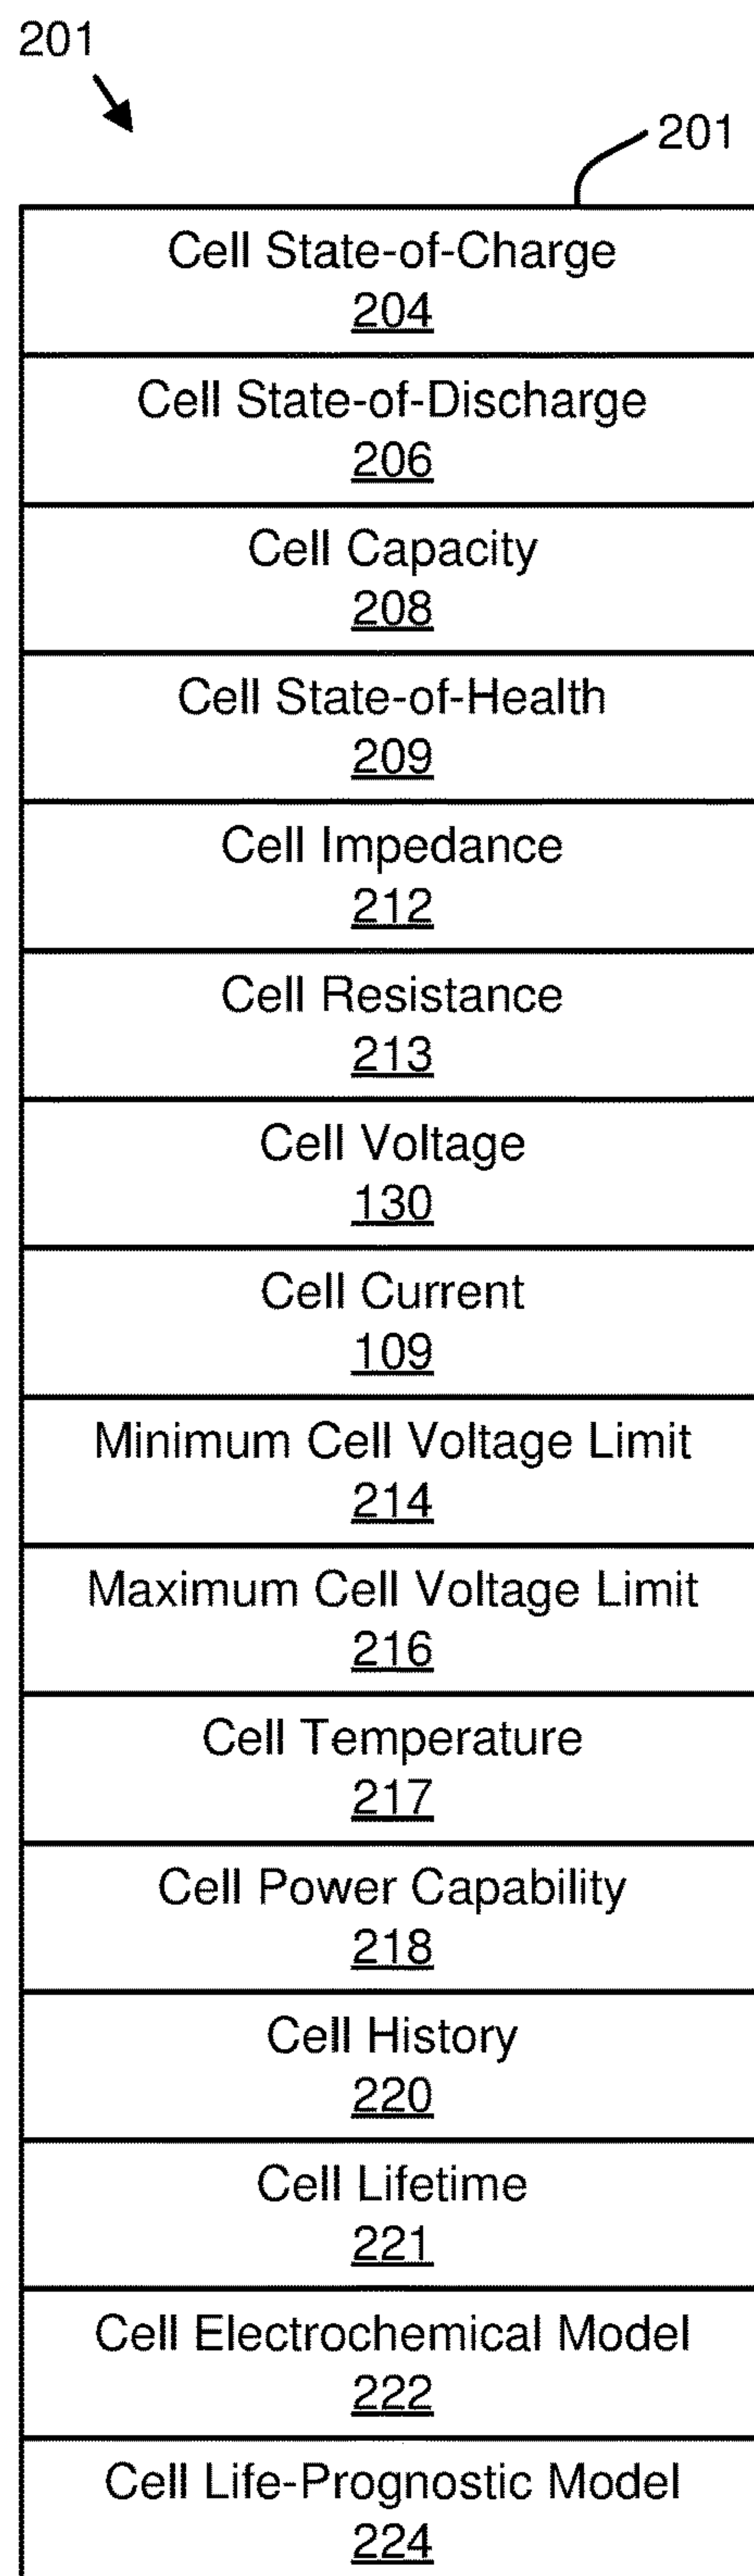 201
201
Cell State-of-Charge
204
Cell State-of-Discharge
206
Cell Capacity
208
Cell State-of-Health
209
Cell Impedance
212
Cell Resistance
213
Cell Voltage
130
Cell Current
109
Minimum Cell Voltage Limit
214
Maximum Cell Voltage Limit
216
Cell Temperature
217
Cell Power Capability
218
Cell History
220
Cell Lifetime
221
Cell Electrochemical Model
222
Cell Life-Prognostic Model
224